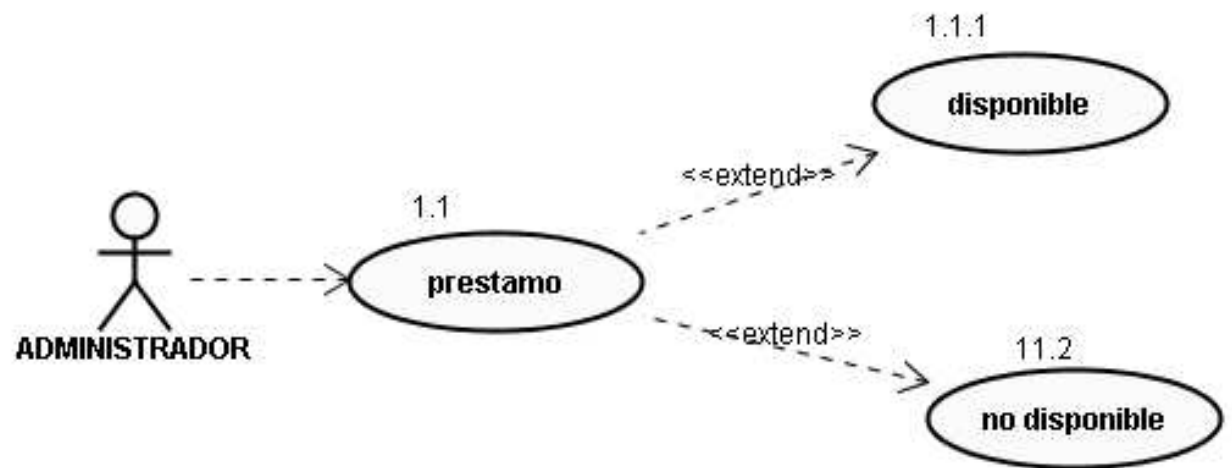 1.1.1
disponible
<<extend>>
1.1
prestamo
ADMINISTRADOR
<<extend>>
11.2
no disponible